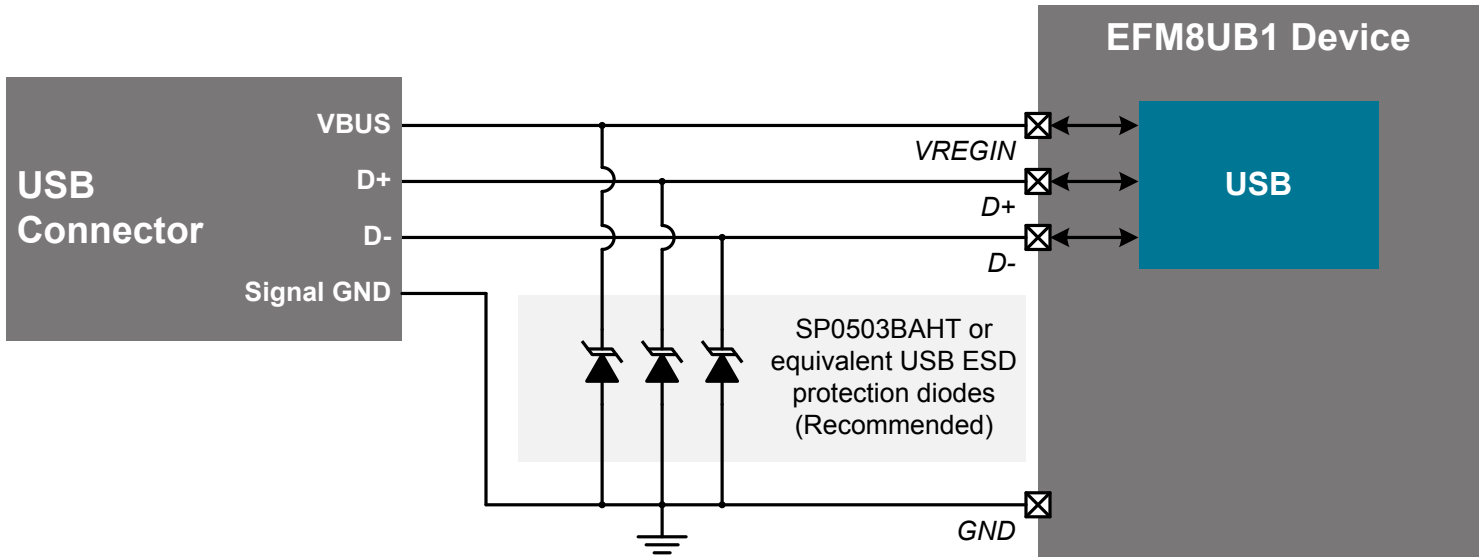 EFM8UB1 Device
USB
Connector
VBUS
D+
D-
Signal GND
VREGIN
D+
D-
USB
SP0503BAHT or
equivalent USB ESD
protection diodes
(Recommended)
GND